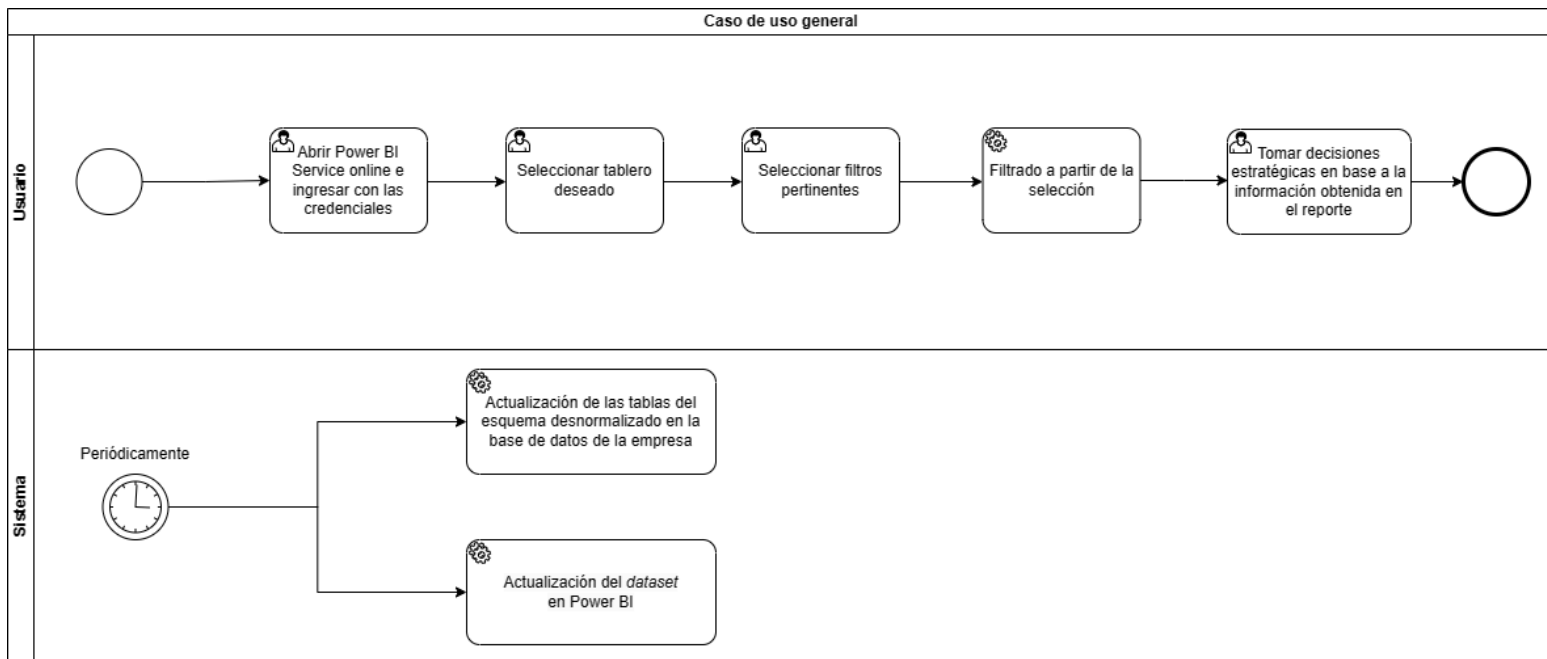 Caso de uso general
Usuario
Abrir Power BI
Service online e
ingresar con las
credenciales
Seleccionar tablero
deseado
Seleccionar filtros
pertinentes
Filtrado a partir de la
selección
Tomar decisiones
estratégicas en base a la
información obtenida en
el reporte
Sistema
Periódicamente
Actualización de las tablas del
esquema desnormalizado en la
base de datos de la empresa
Actualización del dataset
en Power BI